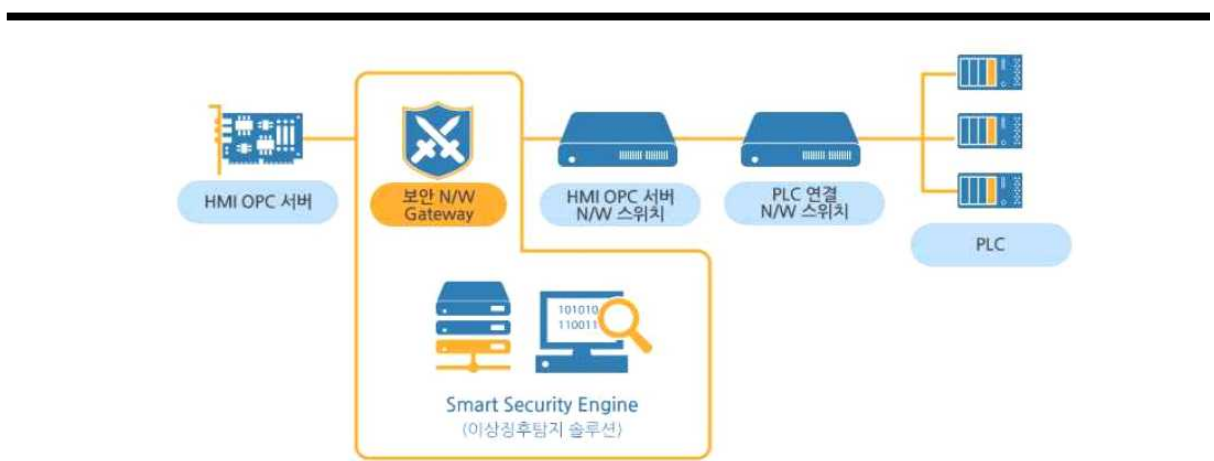 HMI OPC 서버
보안 N/W
Gateway
HMI OPC 서버
N/W 스위치
PLC 연결
N/W 스위치
PLC
101010
110011
Smart Security Engine
(이상징후탐지 솔루션)